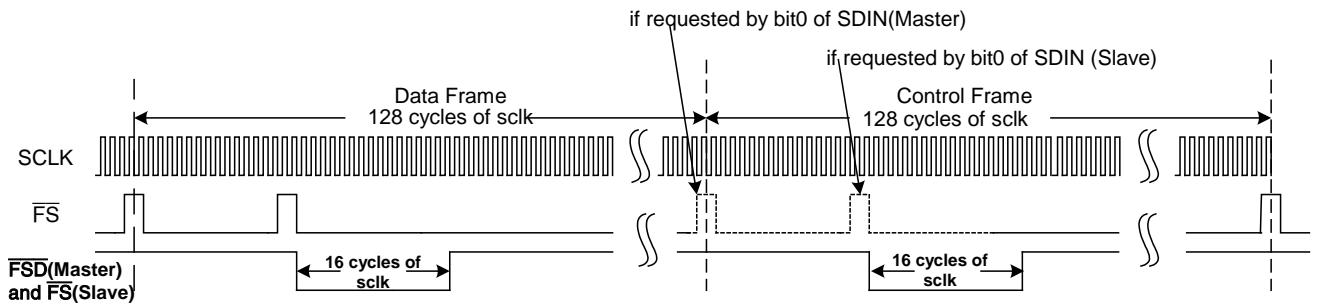 if requested by bit0 of SDIN(Master)
if requested by bit0 of SDIN (Slave)
Data Frame
128 cycles of sclk
Control Frame
128 cycles of sclk
SCLK
FS
FSD(Master)
and FS(Slave)
16 cycles of
sclk
16 cycles of
sclk